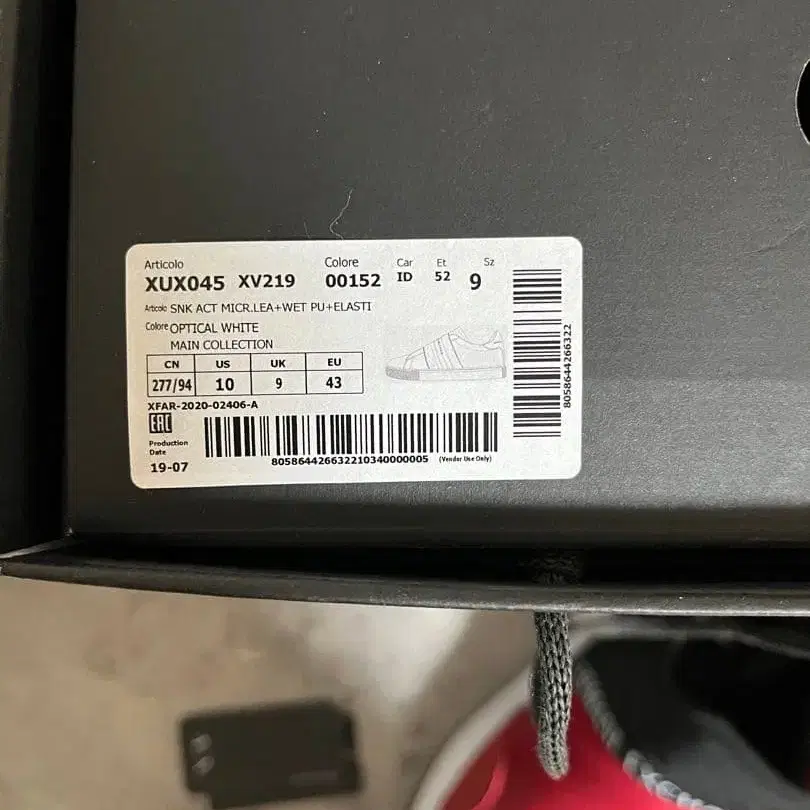 Articolo Colore Car Et Sz
XUX045 XV219 00152 ID 52 9
Articolo SNK ACT MICR.LEA+WET PU+ELASTI
Colore OPTICAL WHITE
MAIN COLLECTION
CN US UK EU
277/94 10 9 43
XFAR-2020-02406-A
EAC
Production
Date
19-07
805864426632210340000005 (Vendor Use Only)
8058644266322